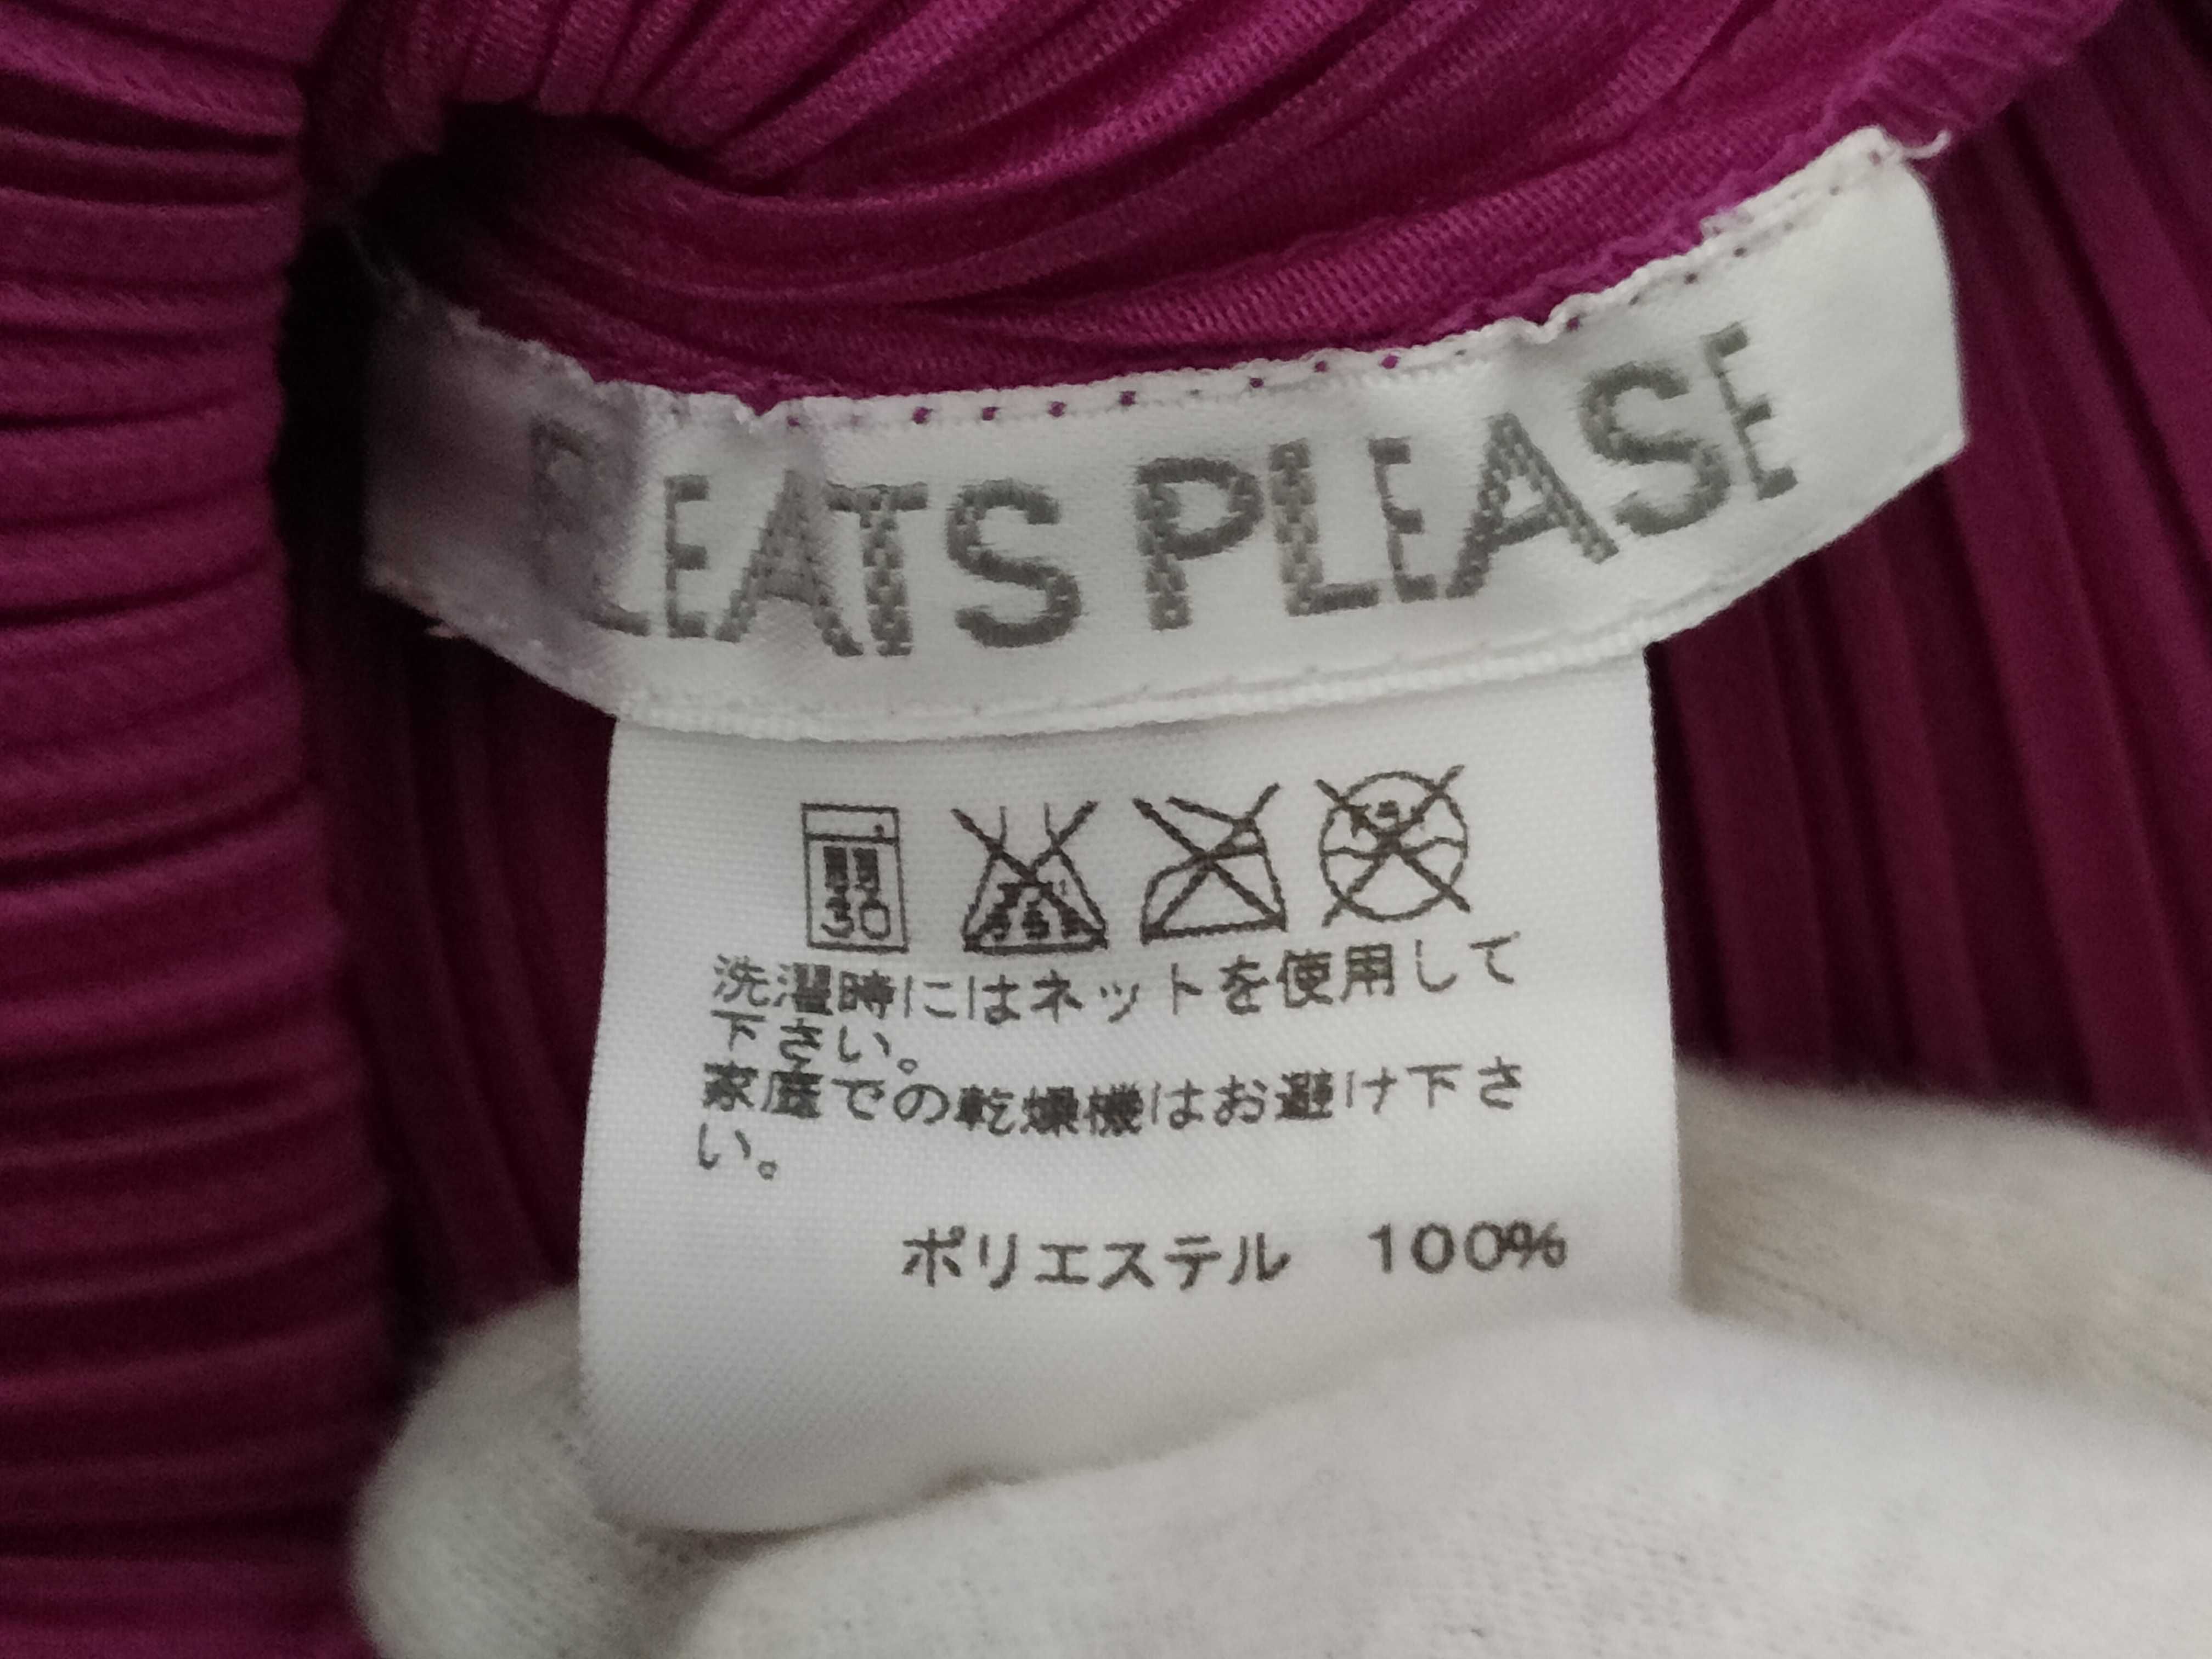 PLEATS PLEASE
30
洗濯時にはネットを使用して
下さい。
家庭での乾燥機はお避け下さ
い。
ポリエステル 100%